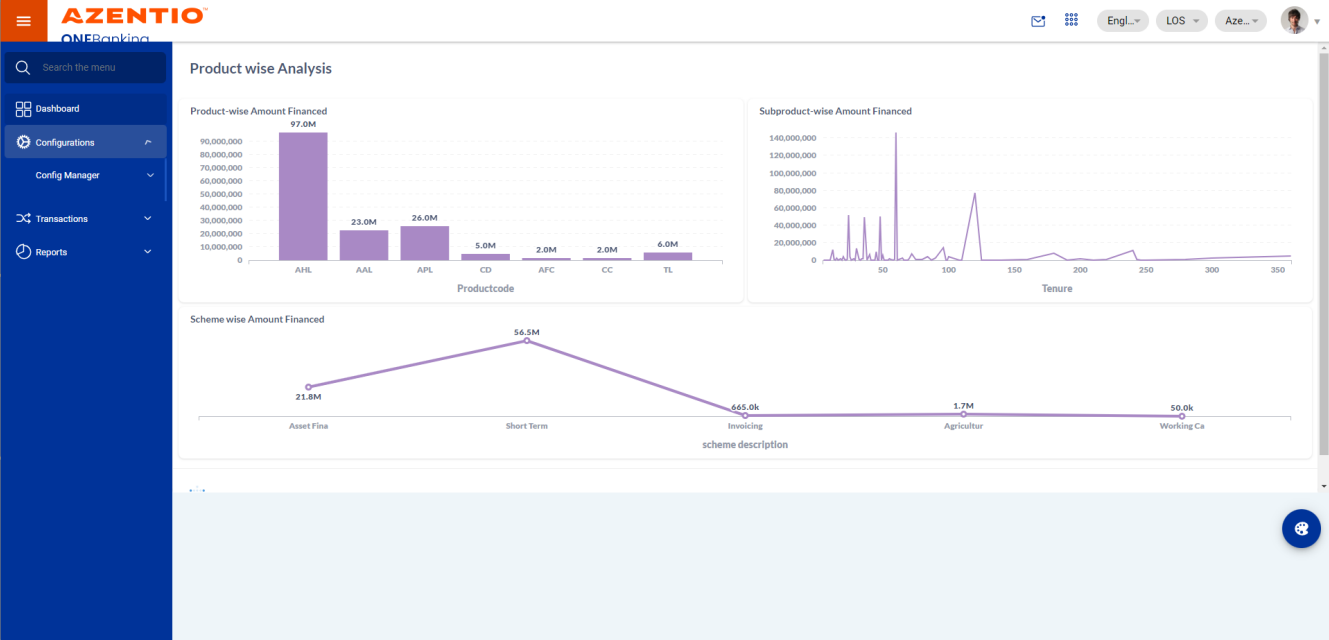 AZENTIO
ONEBanking
Engl...
LOS
Aze...
Search the menu
Dashboard
Configurations
Config Manager
Transactions
Reports
Product wise Analysis
Product-wise Amount Financed
97.0M
90,000,000
80,000,000
70,000,000
60,000,000
50,000,000
40,000,000
30,000,000
20,000,000
10,000,000
0
23.0M
26.0M
5.0M
2.0M
2.0M
6.0M
AHL AAL APL CD AFC CC TL
Productcode
Subproduct-wise Amount Financed
140,000,000
120,000,000
100,000,000
80,000,000
60,000,000
40,000,000
20,000,000
0
50 100 150 200 250 300 350
Tenure
Scheme wise Amount Financed
21.8M
56.5M
665.0k
1.7M
50.0k
Asset Fina Short Term Invoicing Agricultur Working Ca
scheme description